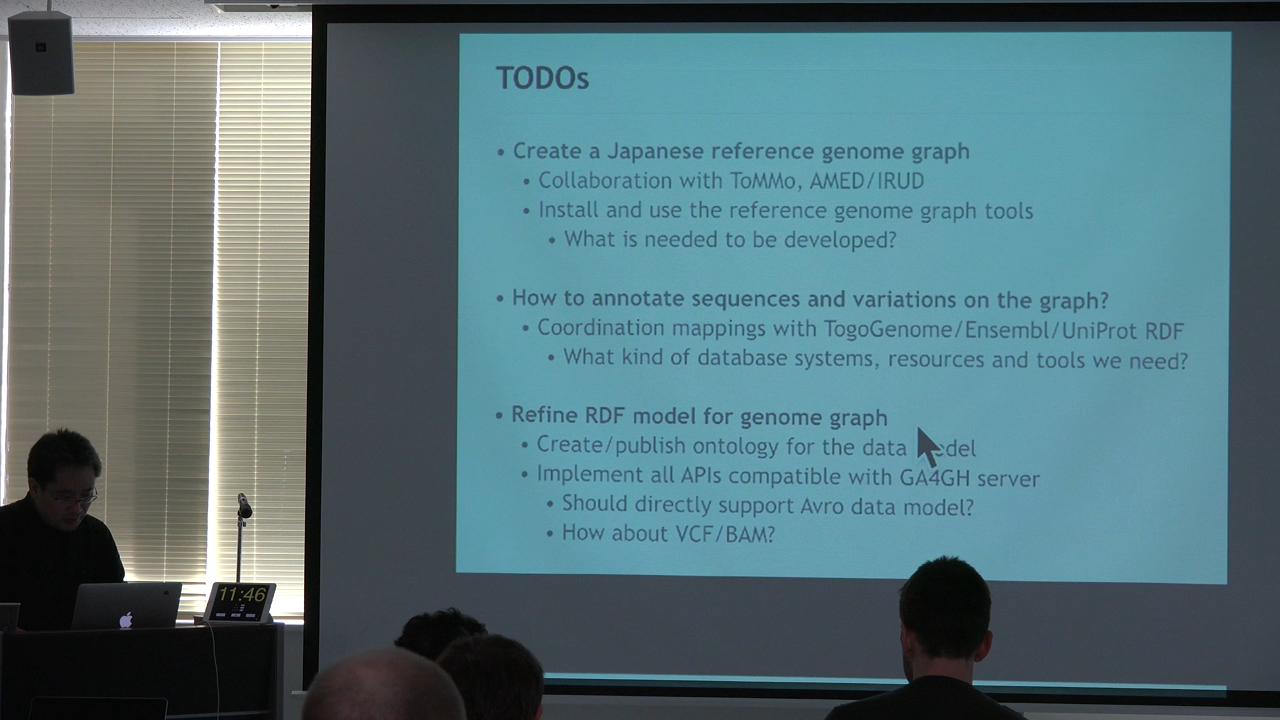 TODOs
• Create a Japanese reference genome graph
• Collaboration with ToMMo, AMED/IRUD
• Install and use the reference genome graph tools
• What is needed to be developed?
• How to annotate sequences and variations on the graph?
• Coordination mappings with TogoGenome/Ensembl/UniProt RDF
• What kind of database systems, resources and tools we need?
• Refine RDF model for genome graph
• Create/publish ontology for the data model
• Implement all APIs compatible with GA4GH server
• Should directly support Avro data model?
• How about VCF/BAM?
11:46